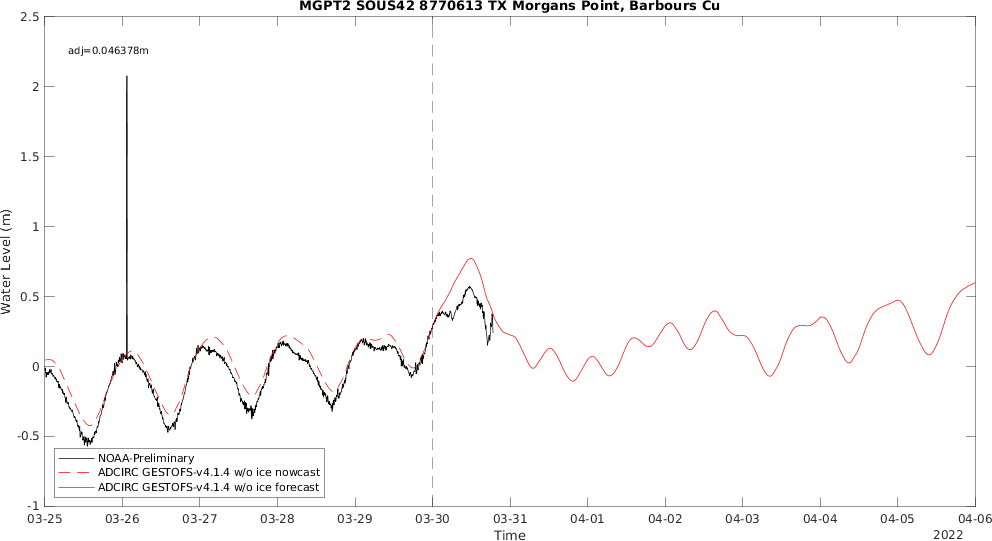 MGPT2 SOUS42 8770613 TX Morgans Point, Barbours Cu
adj=0.046378m
2.5
2
1.5
1
0.5
0
-0.5
-1
Water Level (m)
NOAA-Preliminary
ADCIRC GESTOFS-v4.1.4 w/o ice nowcast
ADCIRC GESTOFS-v4.1.4 w/o ice forecast
03-25 03-26 03-27 03-28 03-29 03-30 03-31 04-01 04-02 04-03 04-04 04-05 04-06
Time
2022